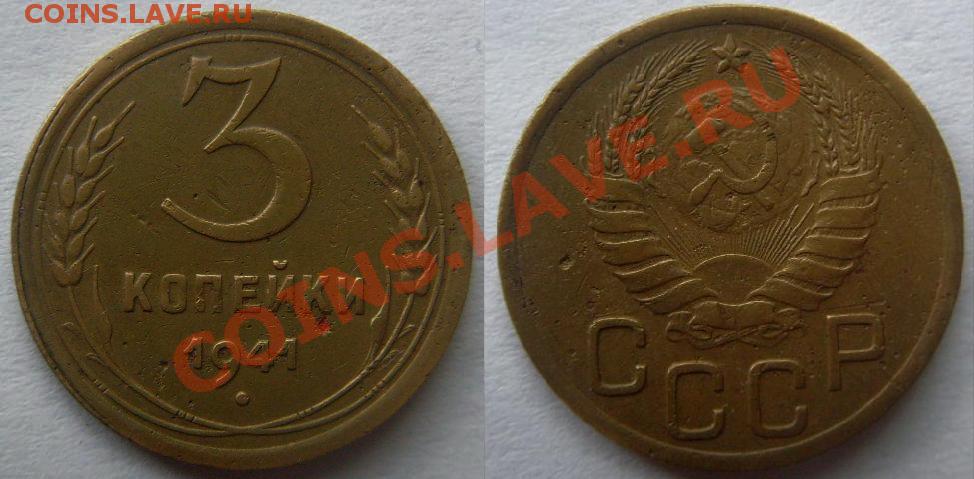 COINS.LAVE.RU
3
КОПЕЙКИ
1941
СССР
COINS.LAVE.RU